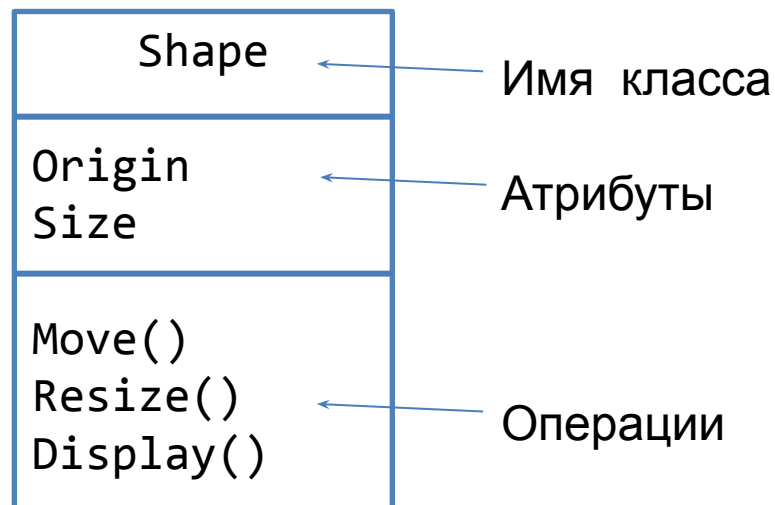 Shape
Имя класса
Origin
Size
Атрибуты
Move()
Resize()
Display()
Операции